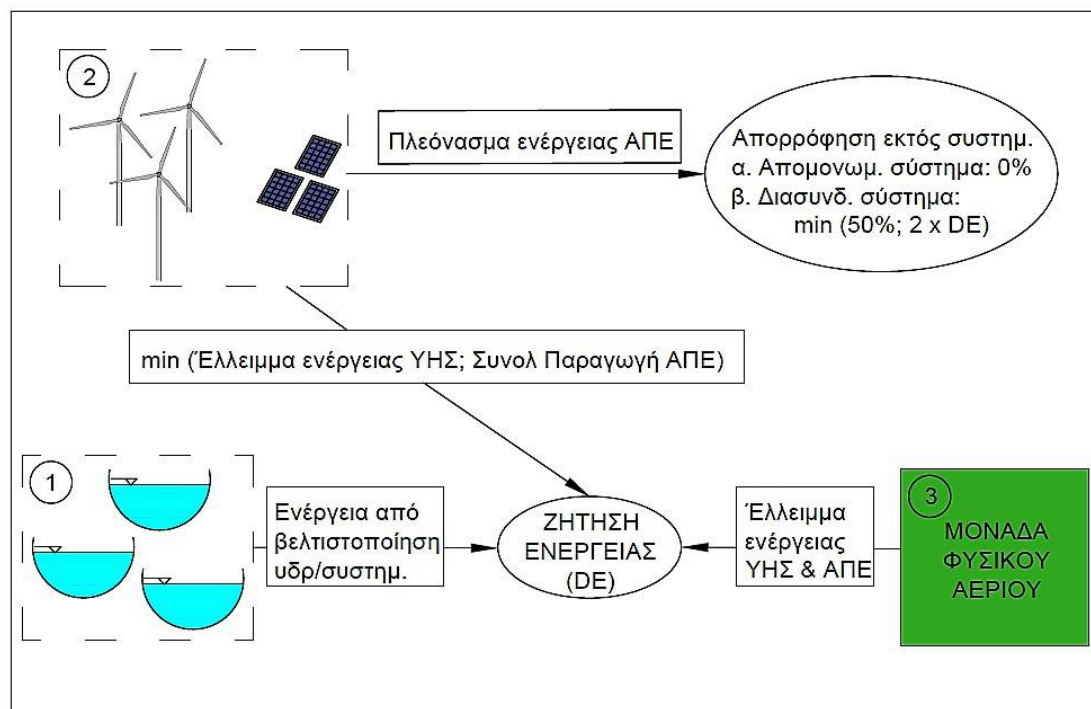 2
Πλεόνασμα ενέργειας ΑΠΕ
Απορρόφηση εκτός συστημ.
α. Απομονωμ. σύστημα: 0%
β. Διασυνδ. σύστημα:
min (50%; 2 x DE)
min (Έλλειμμα ενέργειας ΥΗΣ; Συνολ Παραγωγή ΑΠΕ)
1
Ενέργεια από
βελτιστοποίηση
υδρ/συστημ.
ΖΗΤΗΣΗ
ΕΝΕΡΓΕΙΑΣ
(DE)
Έλλειμμα
ενέργειας
ΥΗΣ & ΑΠΕ
3
ΜΟΝΑΔΑ
ΦΥΣΙΚΟΥ
ΑΕΡΙΟΥ